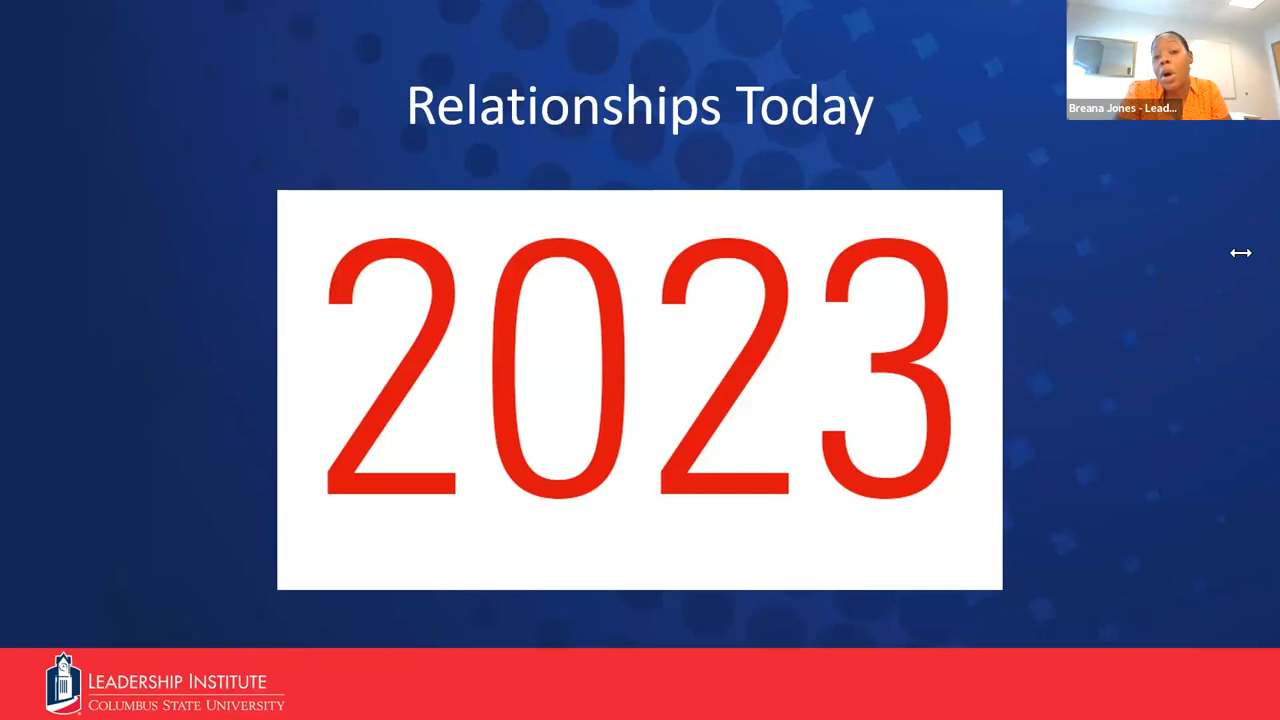 Relationships Today
Breana Jones - Lead...
2023
LEADERSHIP INSTITUTE
COLUMBUS STATE UNIVERSITY